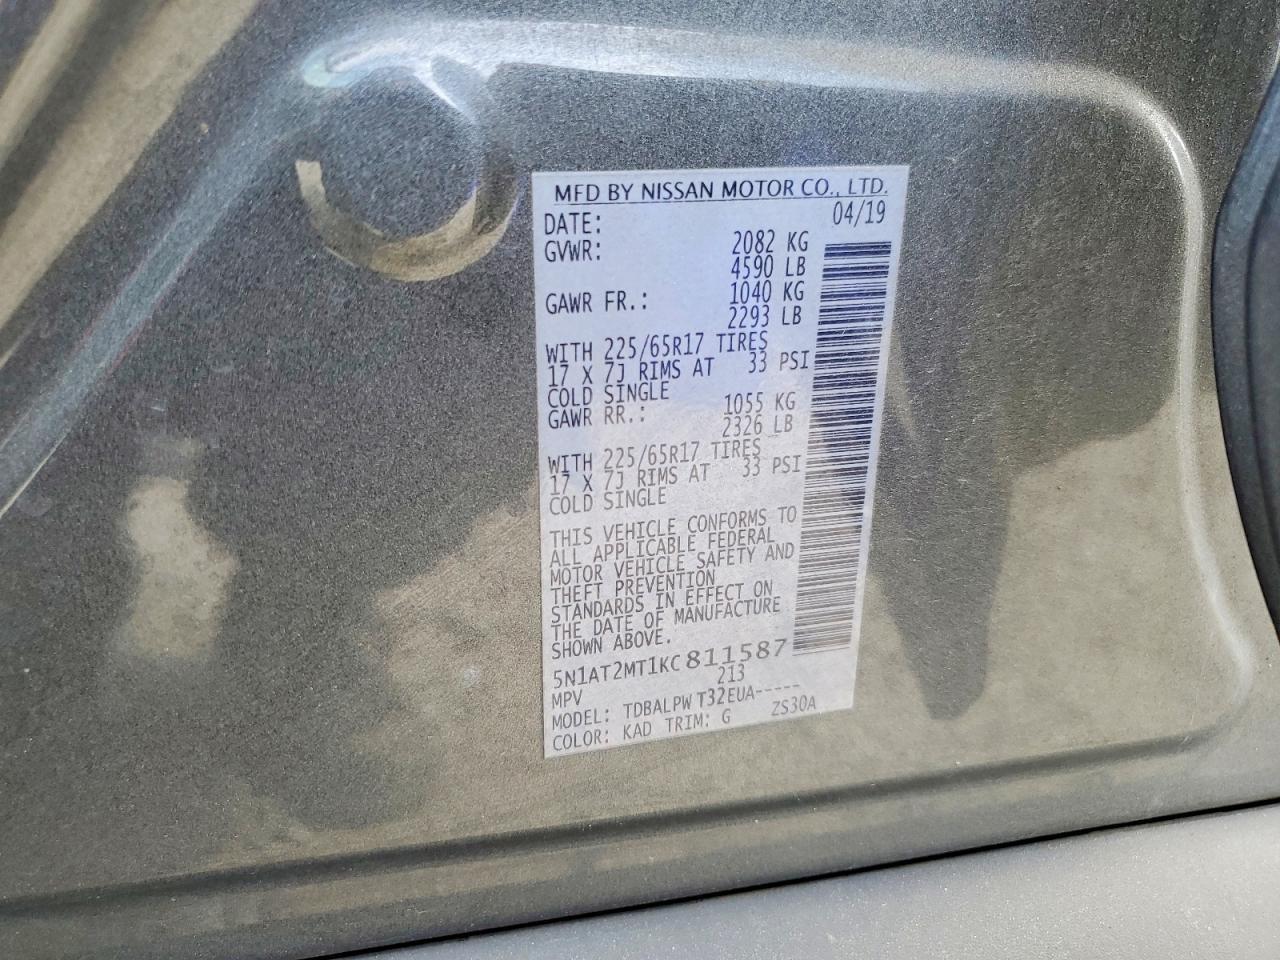 MFD BY NISSAN MOTOR CO., LTD.
DATE: 04/19
GVWR: 2082 KG
4590 LB
GAWR FR.: 1040 KG
2293 LB
WITH 225/65R17 TIRES
17 X 7J RIMS AT 33 PSI
COLD SINGLE
GAWR RR.: 1055 KG
2326 LB
WITH 225/65R17 TIRES
17 X 7J RIMS AT 33 PSI
COLD SINGLE
THIS VEHICLE CONFORMS TO
ALL APPLICABLE FEDERAL
MOTOR VEHICLE SAFETY AND
THEFT PREVENTION
STANDARDS IN EFFECT ON
THE DATE OF MANUFACTURE
SHOWN ABOVE.
5N1AT2MT1KC811587
MPV 213
MODEL: TDBALPW T32EUA-----
COLOR: KAD TRIM: G ZS30A